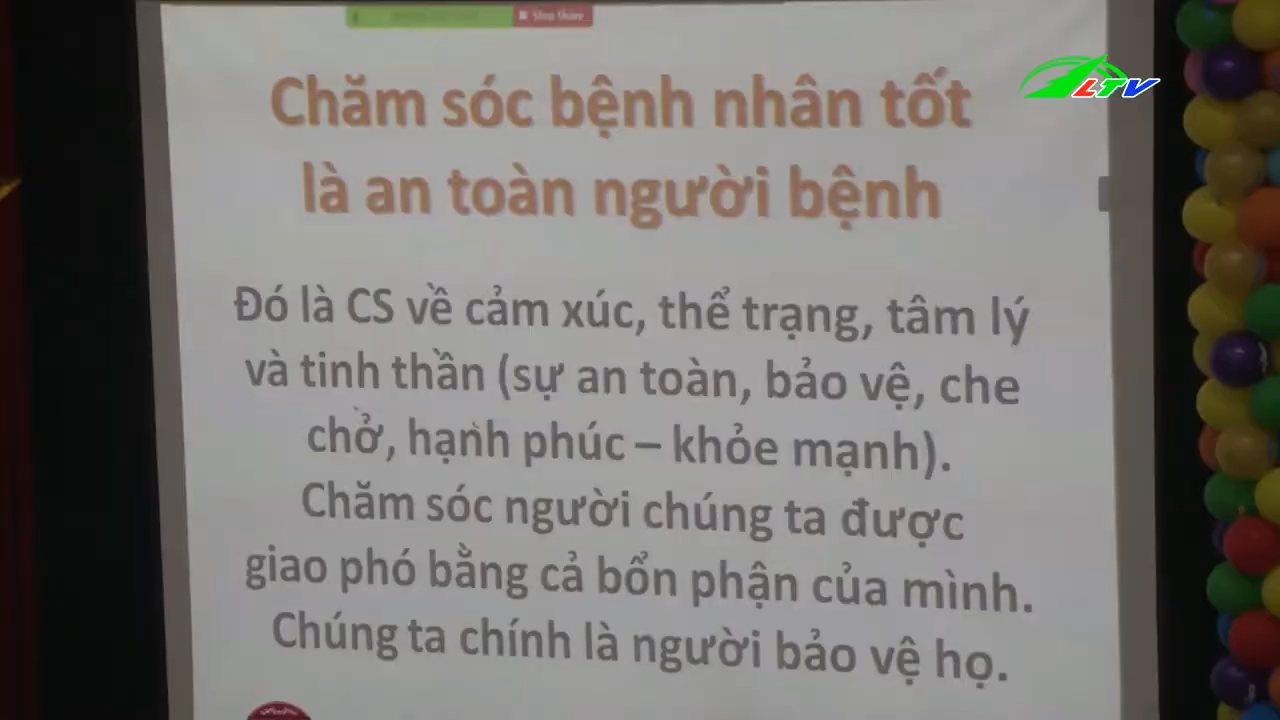 Stop Share
LTV
Chăm sóc bệnh nhân tốt
là an toàn người bệnh
Đó là CS về cảm xúc, thể trạng, tâm lý
và tinh thần (sự an toàn, bảo vệ, che
chở, hạnh phúc – khỏe mạnh).
Chăm sóc người chúng ta được
giao phó bằng cả bổn phận của mình.
Chúng ta chính là người bảo vệ họ.